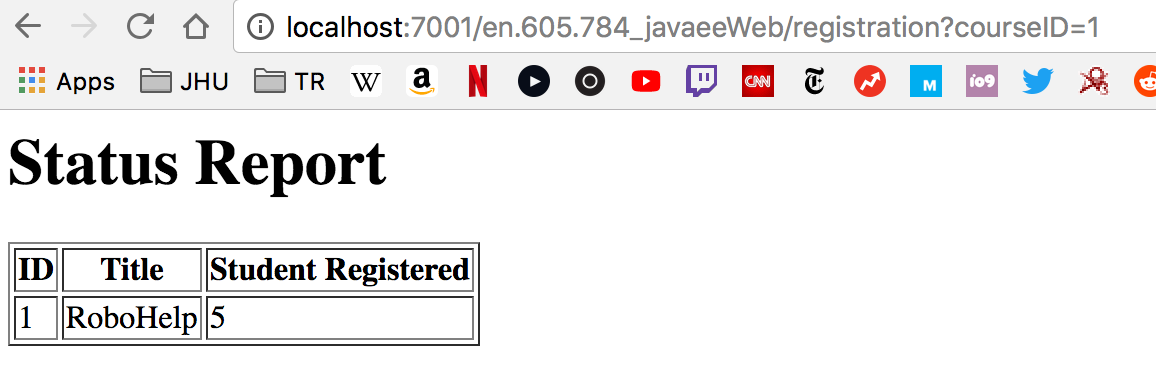 localhost:7001/en.605.784_javaeeWeb/registration?courseID=1
Apps JHU TR W a N CNN T M io9
Status Report
ID Title Student Registered
1 RoboHelp 5